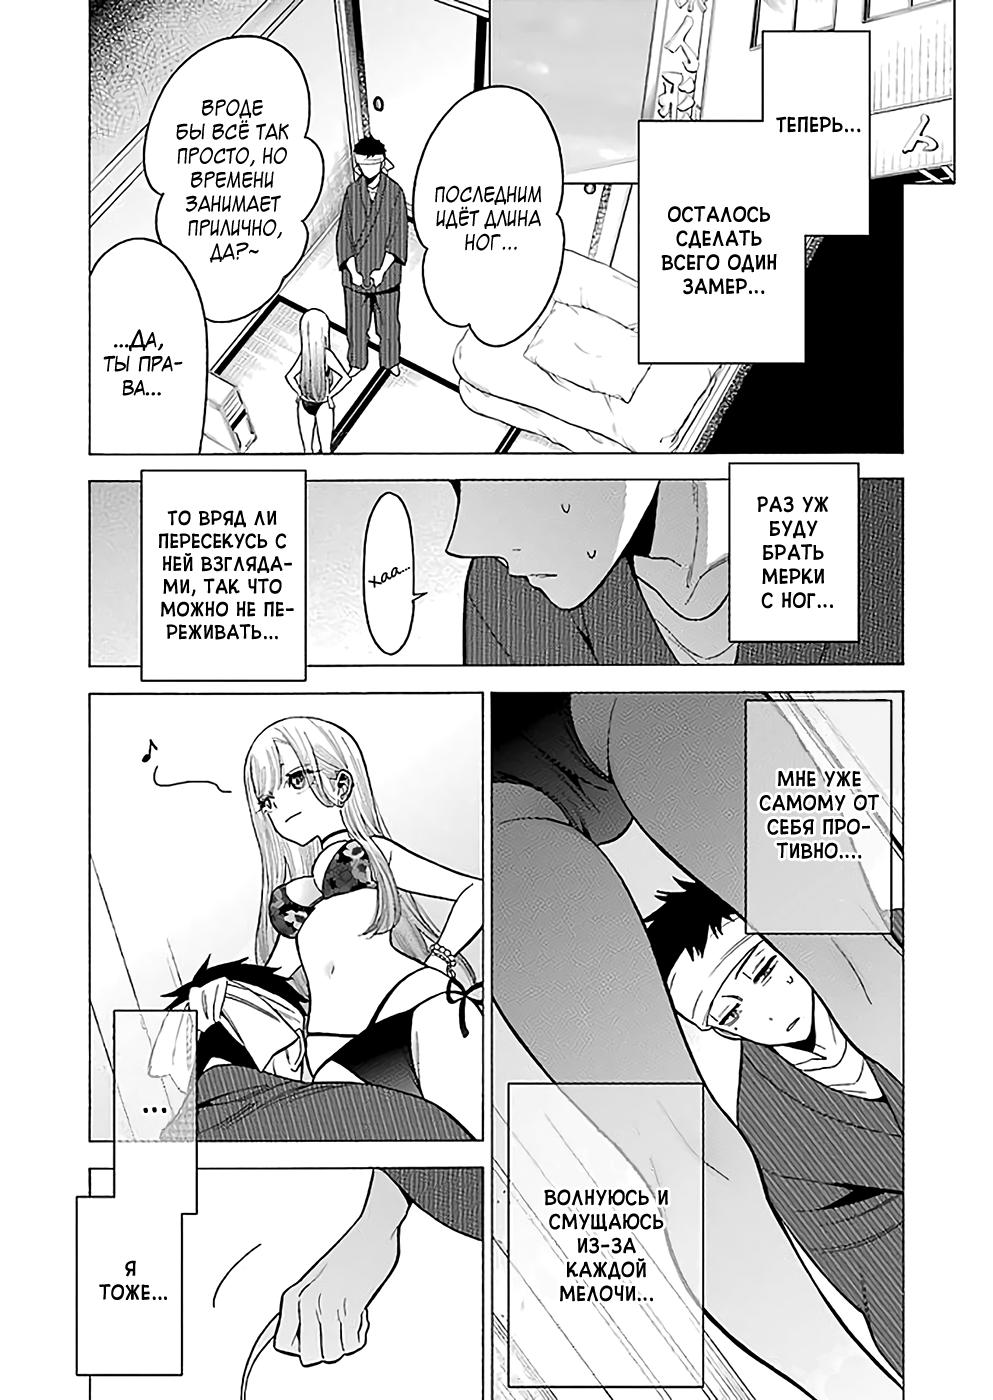 ТЕПЕРЬ...
ОСТАЛОСЬ
СДЕЛАТЬ
ВСЕГО ОДИН
ЗАМЕР...
ПОСЛЕДНИМ
ИДЁТ ДЛИНА
НОГ...
ВРОДЕ
БЫ ВСЁ ТАК
ПРОСТО, НО
ВРЕМЕНИ
ЗАНИМАЕТ
ПРИЛИЧНО,
ДА?~
...ДА,
ТЫ ПРА-
ВА...
РАЗ УЖ
БУДУ
БРАТЬ
МЕРКИ
С НОГ...
ХАА...
ТО ВРЯД ЛИ
ПЕРЕСЕКУСЬ С
НЕЙ ВЗГЛЯДА-
МИ, ТАК ЧТО
МОЖНО НЕ ПЕ-
РЕЖИВАТЬ...
МНЕ УЖЕ
САМОМУ ОТ
СЕБЯ ПРО-
ТИВНО....
ВОЛНУЮСЬ И
СМУЩАЮСЬ
ИЗ-ЗА
КАЖДОЙ
МЕЛОЧИ...
...
Я
ТОЖЕ...